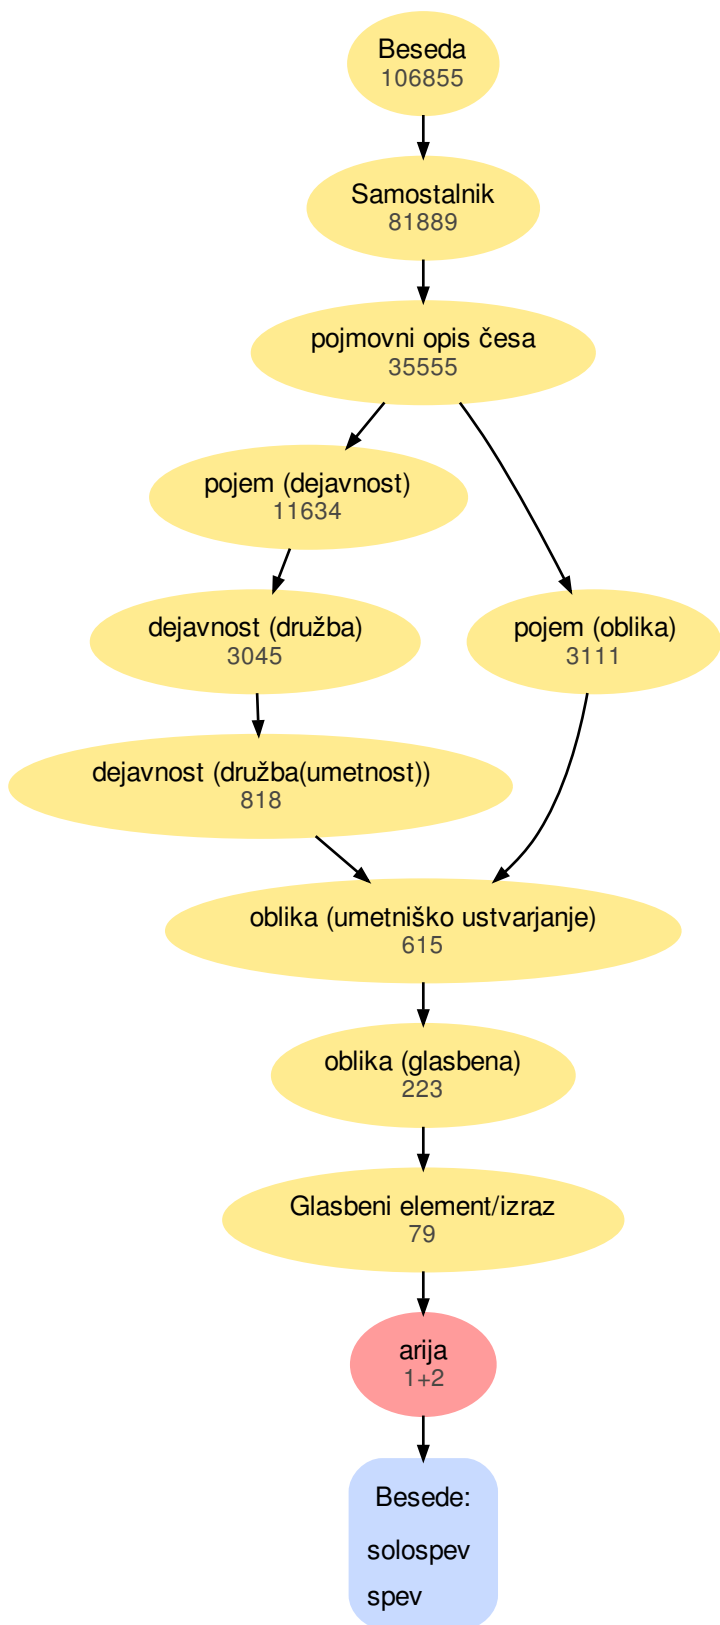 Beseda
106855
Samostalnik
81889
pojmovni opis česa
35555
pojem (dejavnost)
11634
dejavnost (družba)
3045
pojem (oblika)
3111
dejavnost (družba(umetnost))
818
oblika (umetniško ustvarjanje)
615
oblika (glasbena)
223
Glasbeni element/izraz
79
arija
1+2
Besede:
solospev
spev